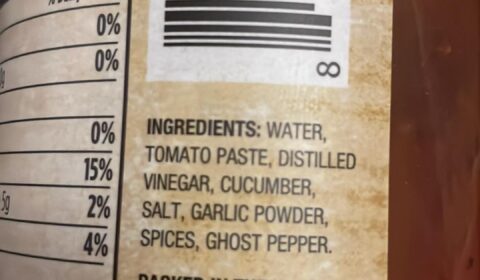 0%
0%
0%
15%
5g 2%
4%
8
INGREDIENTS: WATER,
TOMATO PASTE, DISTILLED
VINEGAR, CUCUMBER,
SALT, GARLIC POWDER,
SPICES, GHOST PEPPER.